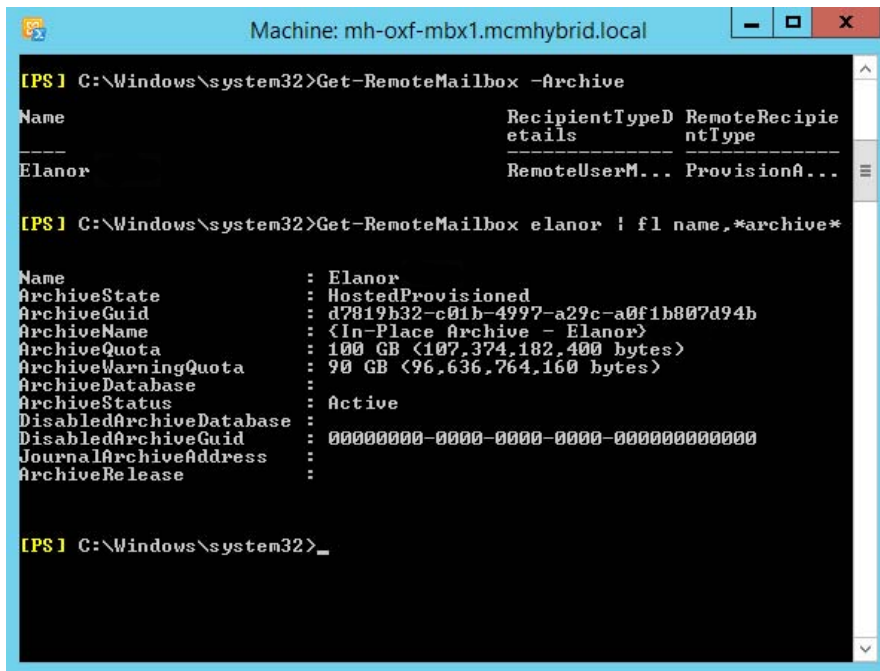 Machine: mh-oxf-mbx1.mcmhybrid.local
[PS] C:\Windows\system32>Get-RemoteMailbox -Archive
Name RecipientTypeD RemoteRecipie
etails ntType
---- -------------- -------------
Elanor RemoteUserM... ProvisionA...
[PS] C:\Windows\system32>Get-RemoteMailbox elanor | fl name,*archive*
Name : Elanor
ArchiveState : HostedProvisioned
ArchiveGuid : d7819b32-c01b-4997-a29c-a0f1b807d94b
ArchiveName : {In-Place Archive - Elanor}
ArchiveQuota : 100 GB (107,374,182,400 bytes)
ArchiveWarningQuota : 90 GB (96,636,764,160 bytes)
ArchiveDatabase :
ArchiveStatus : Active
DisabledArchiveDatabase :
DisabledArchiveGuid : 00000000-0000-0000-0000-000000000000
JournalArchiveAddress :
ArchiveRelease :
[PS] C:\Windows\system32>_